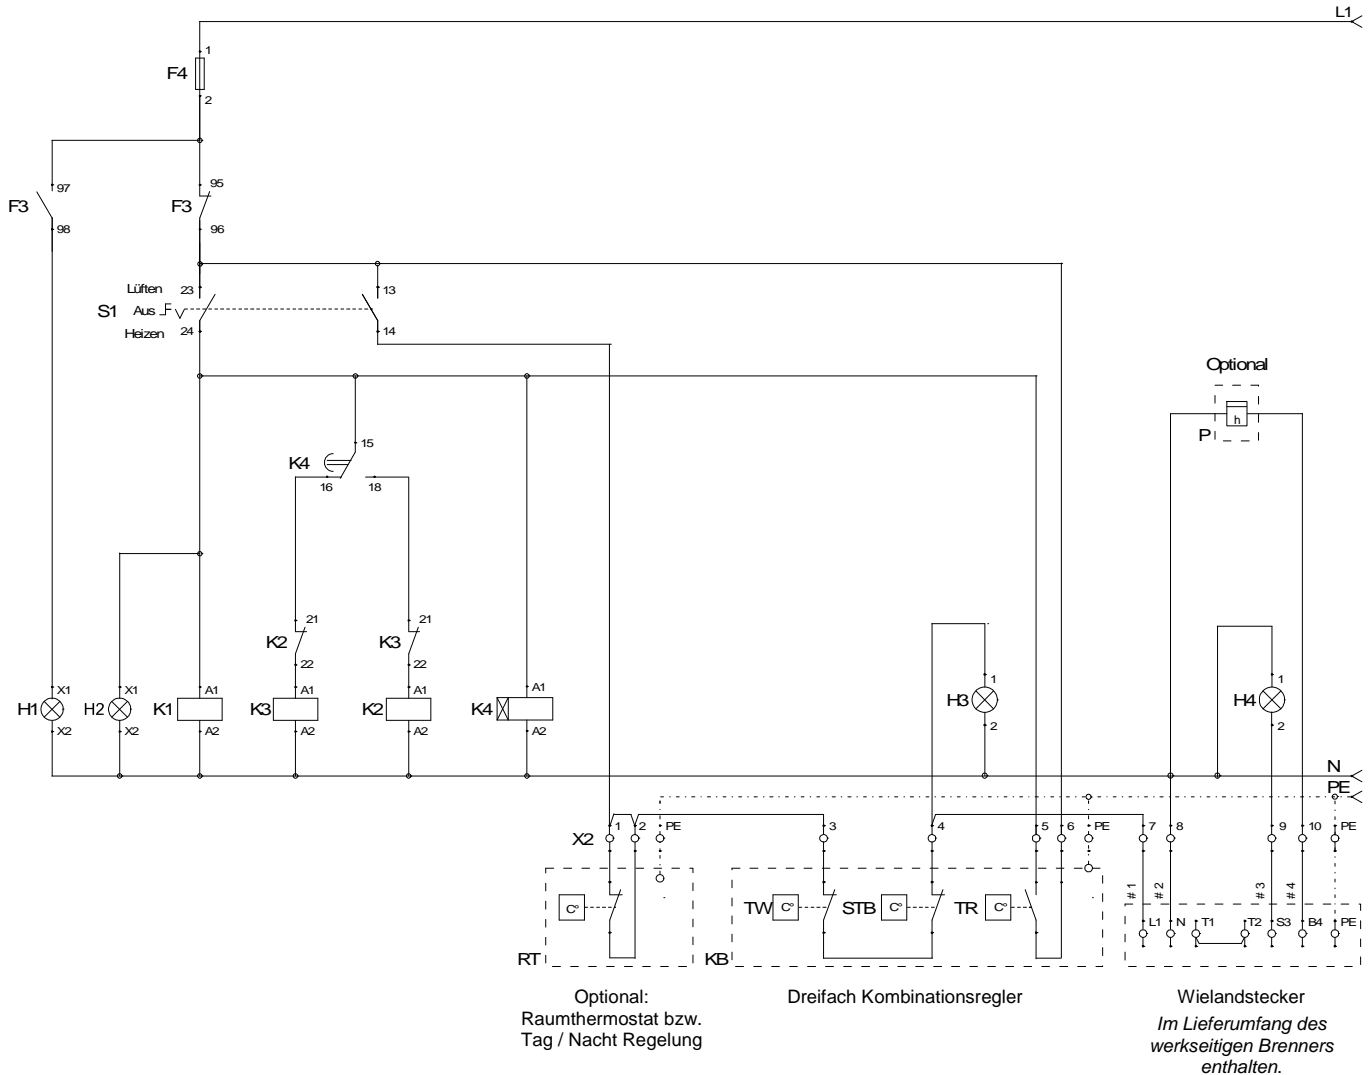 L1
1
F4
2
97
95
F3
F3
98
96
Lüften
23
13
S1
Aus
Heizen
24
14
Optional
P
h
15
K4
16
18
21
21
K2
K3
22
22
X1
X1
A1
A1
A1
A1
1
1
H1
H2
K1
K3
K2
K4
H3
H4
X2
X2
A2
A2
A2
A2
2
2
N
PE
X2
1
2
PE
3
4
5
6
PE
7
8
9
10
PE
# 1
# 2
# 3
# 4
C°
TW
C°
STB
C°
TR
C°
L1
N
T1
T2
S3
B4
PE
RT
KB
Optional:
Raumthermostat bzw.
Tag / Nacht Regelung
Dreifach Kombinationsregler
Wielandstecker
Im Lieferumfang des
werkseitigen Brenners
enthalten.